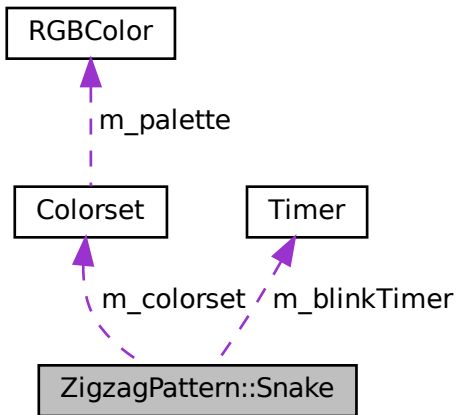 RGBColor
m_palette
Colorset
Timer
m_colorset
m_blinkTimer
ZigzagPattern::Snake